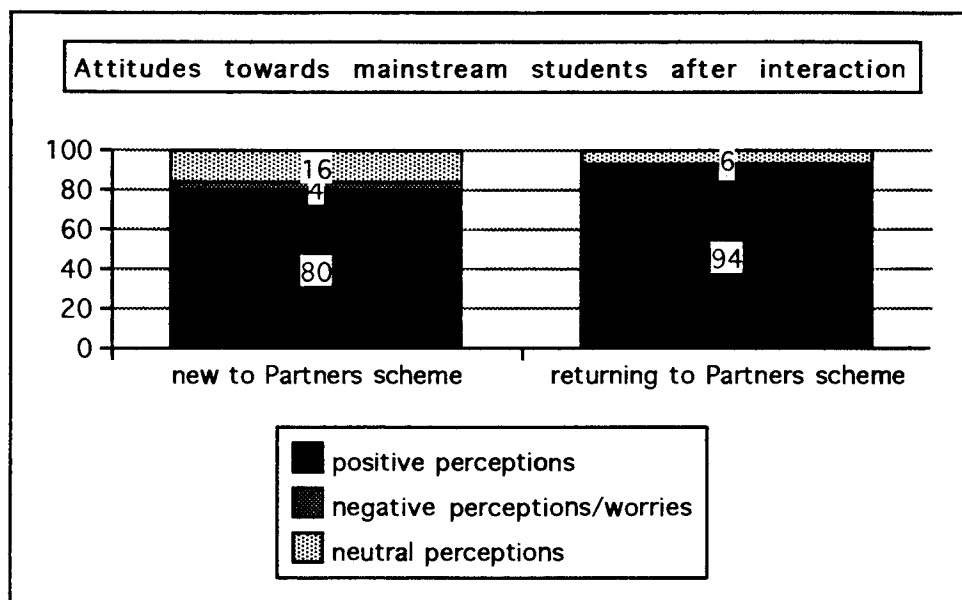 Attitudes towards mainstream students after interaction
100
80
60
40
20
0
16
4
80
6
94
new to Partners scheme
returning to Partners scheme
positive perceptions
negative perceptions/worries
neutral perceptions